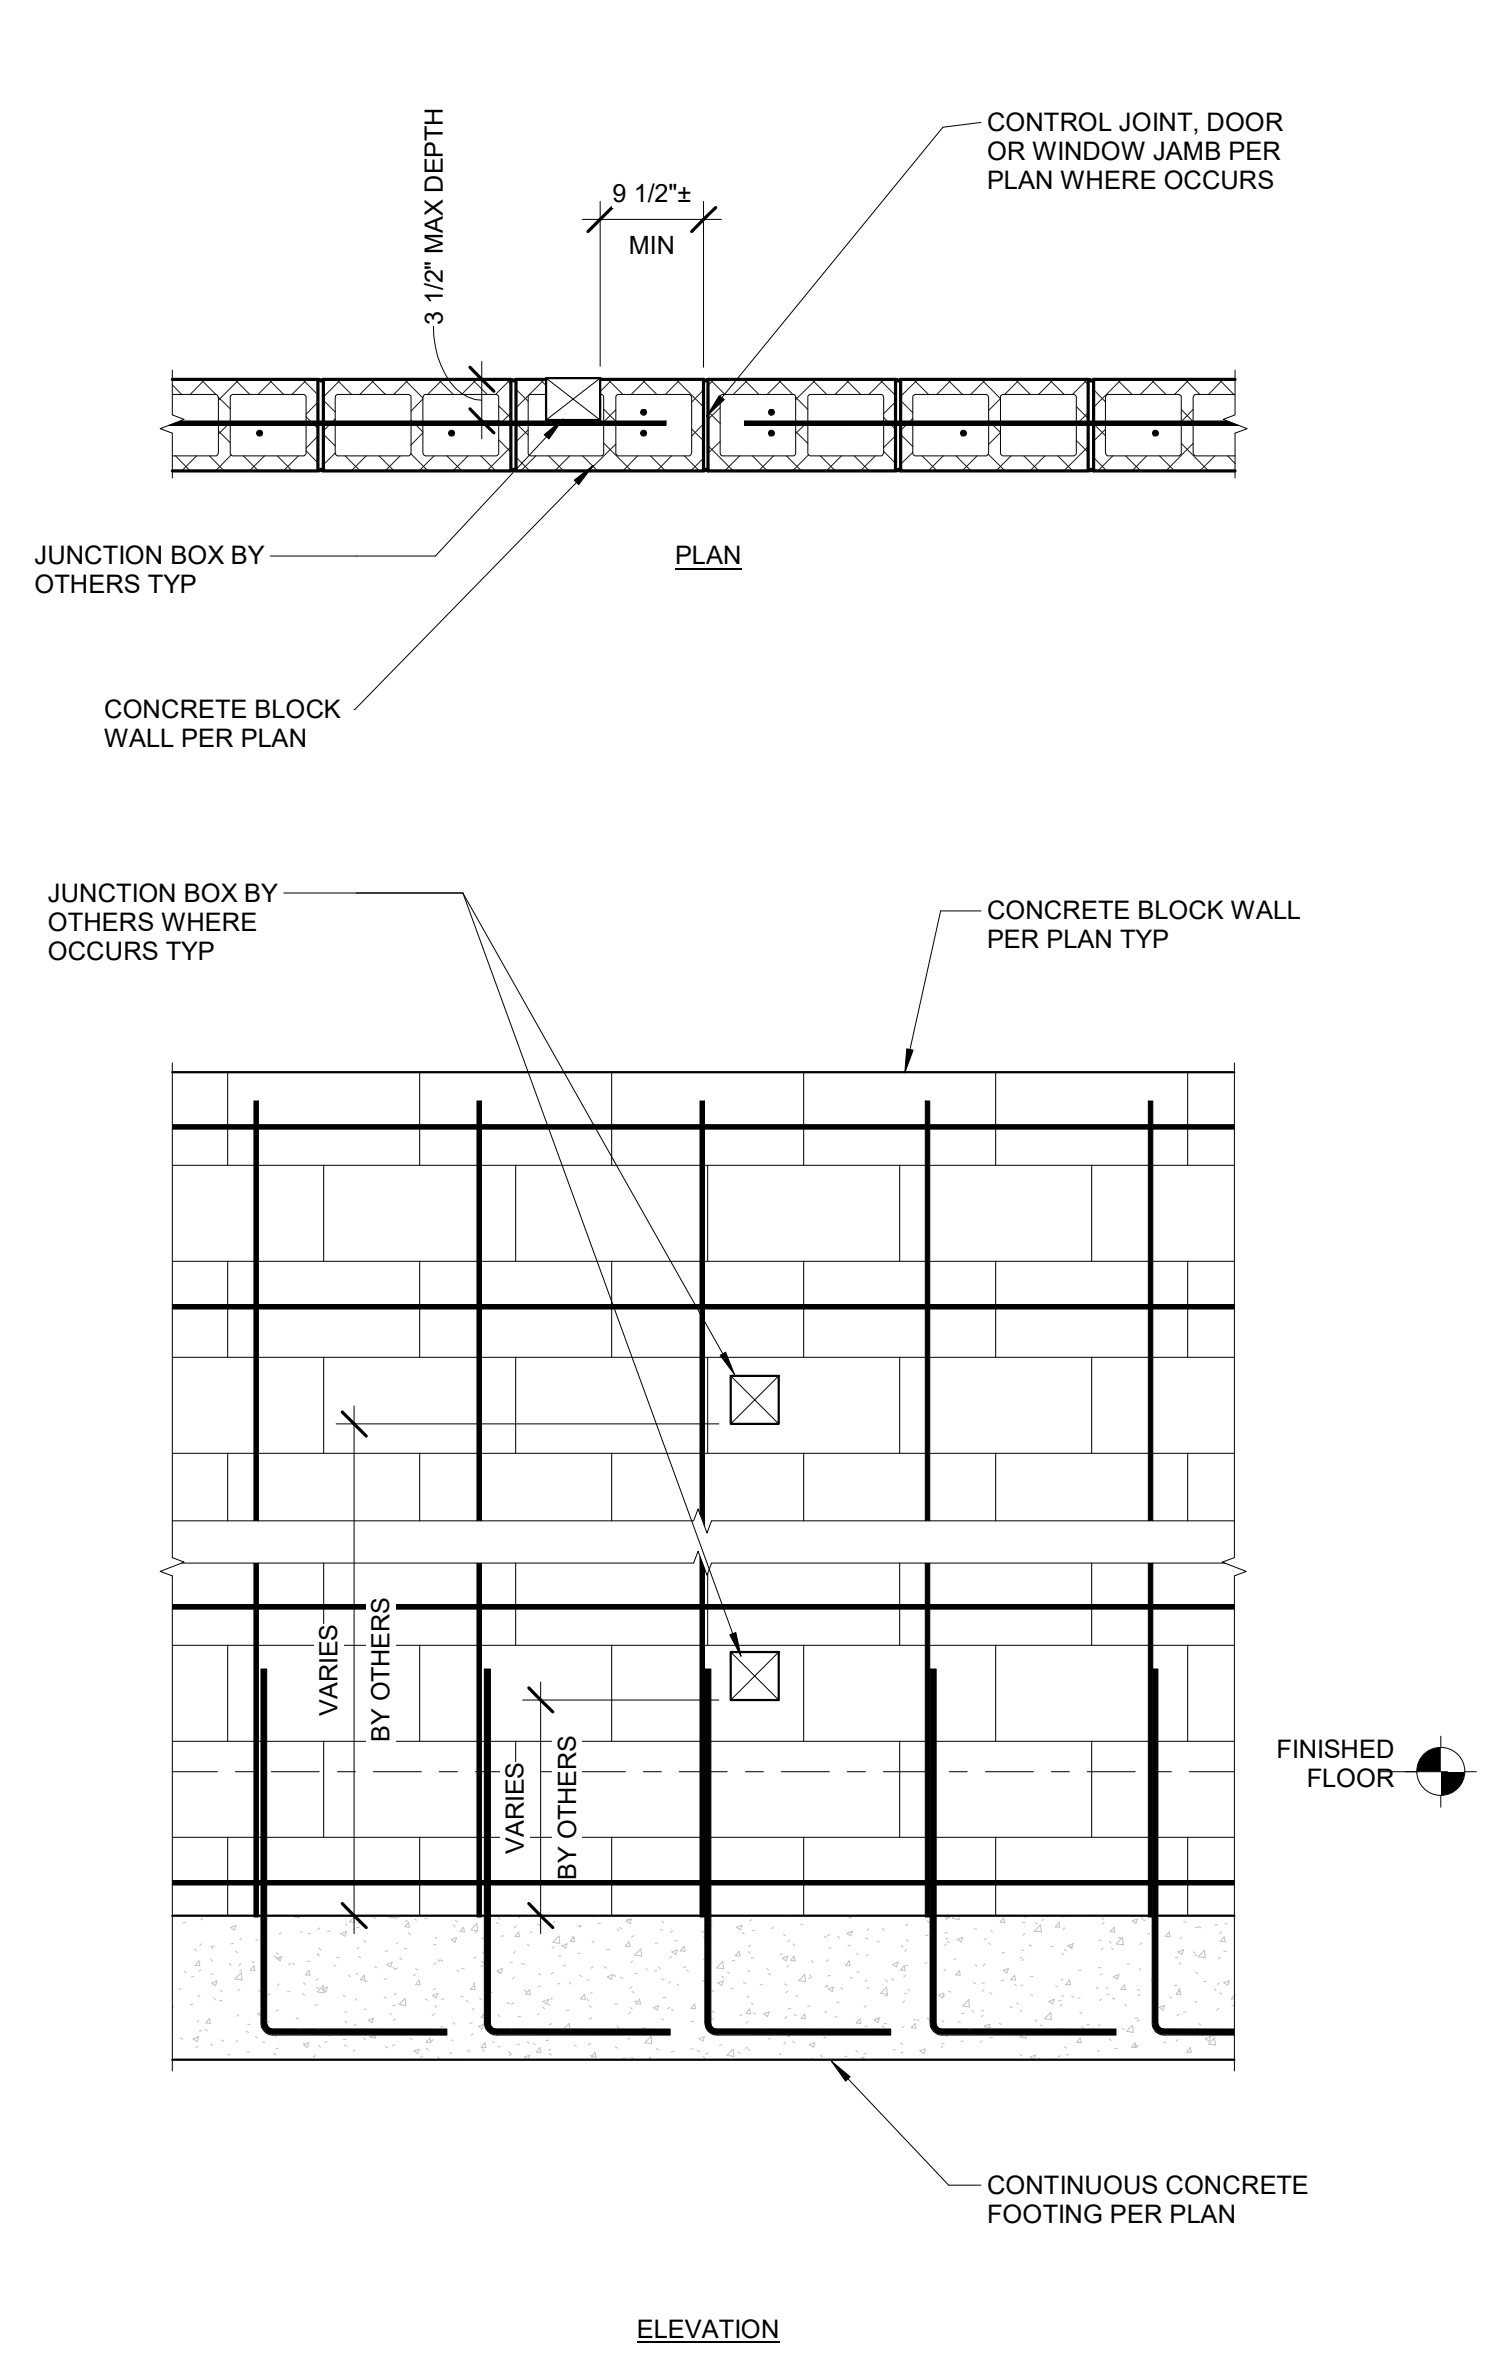 3 1/2" MAX DEPTH
9 1/2"±
MIN
CONTROL JOINT, DOOR
OR WINDOW JAMB PER
PLAN WHERE OCCURS
JUNCTION BOX BY
OTHERS TYP
PLAN
CONCRETE BLOCK
WALL PER PLAN
JUNCTION BOX BY
OTHERS WHERE
OCCURS TYP
CONCRETE BLOCK WALL
PER PLAN TYP
VARIES
BY OTHERS
VARIES
BY OTHERS
FINISHED
FLOOR
CONTINUOUS CONCRETE
FOOTING PER PLAN
ELEVATION